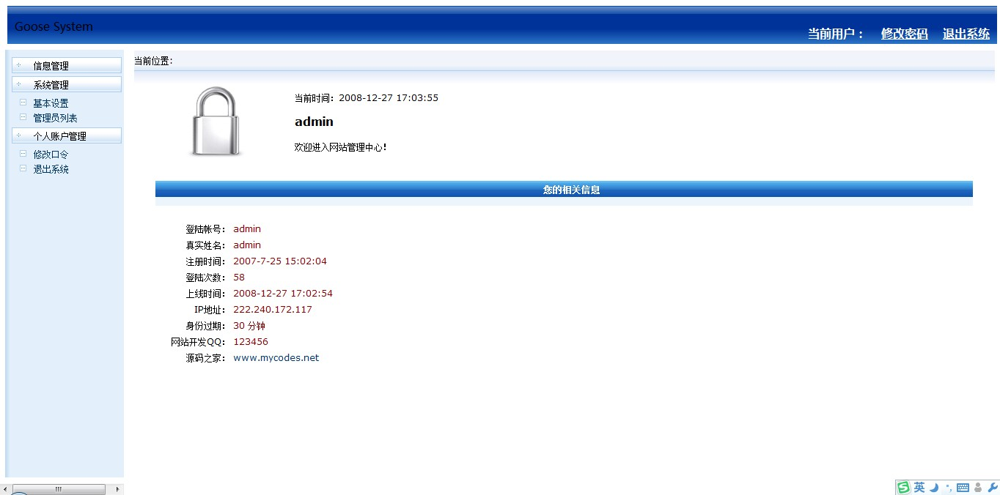 Goose System
当前用户： 修改密码 退出系统
信息管理
系统管理
基本设置
管理员列表
个人账户管理
修改口令
退出系统
当前位置：
当前时间：2008-12-27 17:03:55
admin
欢迎进入网站管理中心！
您的相关信息
登陆帐号： admin
真实姓名： admin
注册时间： 2007-7-25 15:02:04
登陆次数： 58
上线时间： 2008-12-27 17:02:54
IP地址： 222.240.172.117
身份过期： 30 分钟
网站开发QQ： 123456
源码之家： www.mycodes.net
英